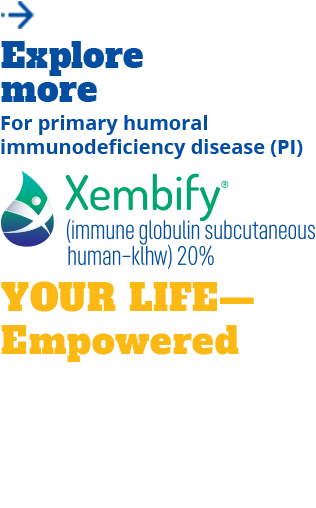 Explore
more
For primary humoral
immunodeficiency disease (PI)
Xembify®
(immune globulin subcutaneous
human-klhw) 20%
YOUR LIFE—
Empowered